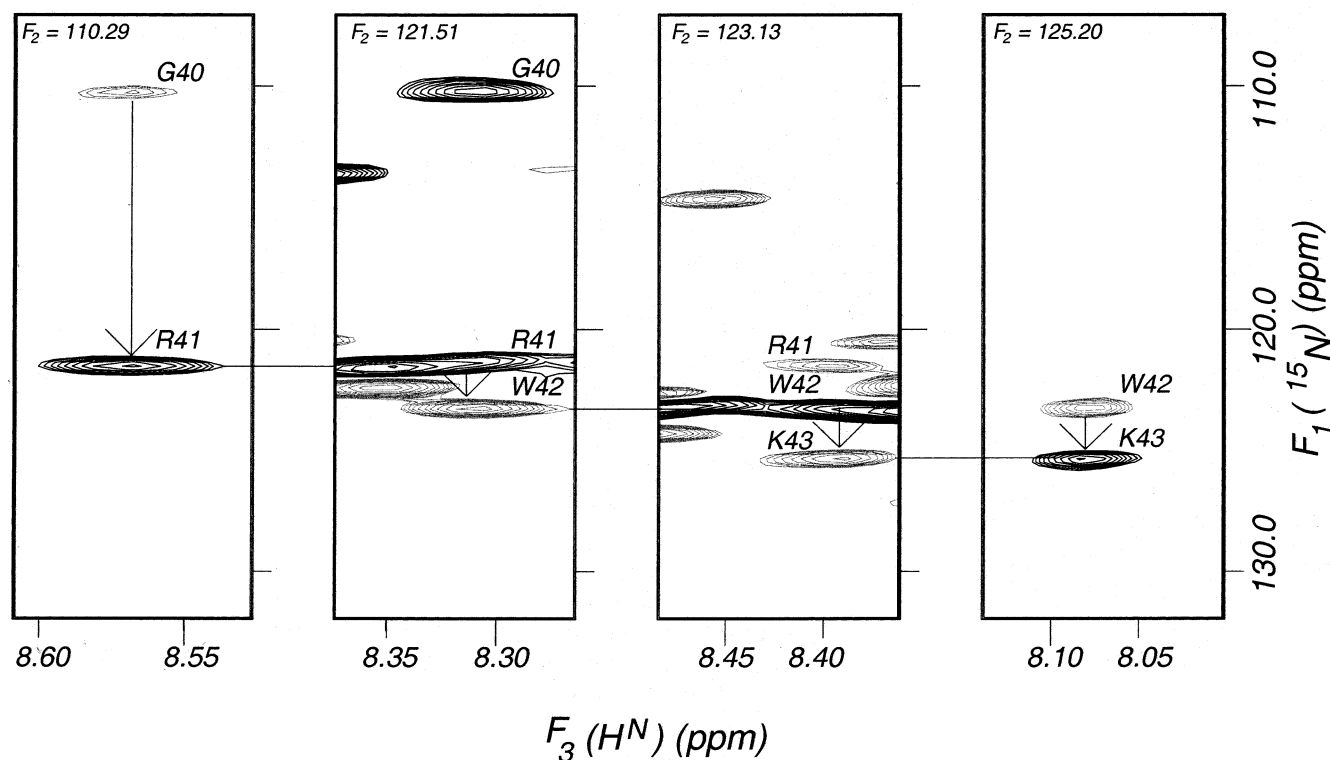 F2 = 110.29
G40
R41
8.60 8.55
F2 = 121.51
G40
R41
W42
8.35 8.30
F2 = 123.13
R41
W42
K43
8.45 8.40
F2 = 125.20
W42
K43
8.10 8.05
110.0
120.0
130.0
F1 ( 15N) (ppm)
F3 (HN) (ppm)